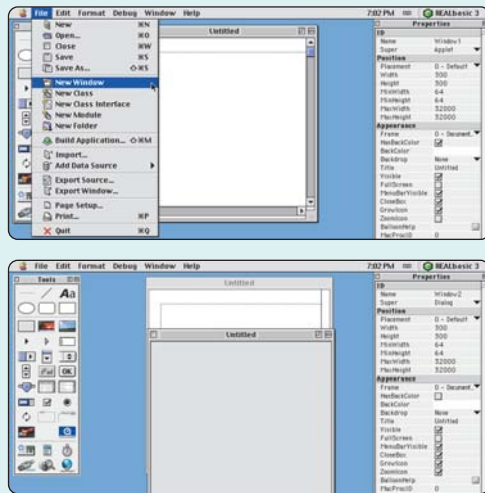 File Edit Format Debug Window Help 7:02 PM REALbasic 3
New ⌘N
Open... ⌘O
Close ⌘W
Save ⌘S
Save As... ⇧⌘S
New Window
New Class
New Class Interface
New Module
New Folder
Build Application... ⇧⌘M
Import...
Add Data Source
Export Source...
Export Window...
Page Setup...
Print... ⌘P
Quit ⌘Q
Untitled
Properties
ID
Name Window1
Super Applet
Position
Placement 0 - Default
Width 300
Height 300
MinWidth 64
MinHeight 64
MaxWidth 32000
MaxHeight 32000
Appearance
Frame 0 - Document.
HasBackColor
BackColor
Backdrop None
Title Untitled
Visible
FullScreen
MenuBarVisible
CloseBox
GrowIcon
ZoomIcon
BalloonHelp
MacProcID 0
File Edit Format Debug Window Help 7:02 PM REALbasic 3
Tools
Aa
OK
Untitled
Untitled
Properties
ID
Name Window2
Super Dialog
Position
Placement 0 - Default
Width 300
Height 300
MinWidth 64
MinHeight 64
MaxWidth 32000
MaxHeight 32000
Appearance
Frame 0 - Document.
HasBackColor
BackColor
Backdrop None
Title Untitled
Visible
FullScreen
MenuBarVisible
CloseBox
GrowIcon
ZoomIcon
BalloonHelp
MacProcID 0